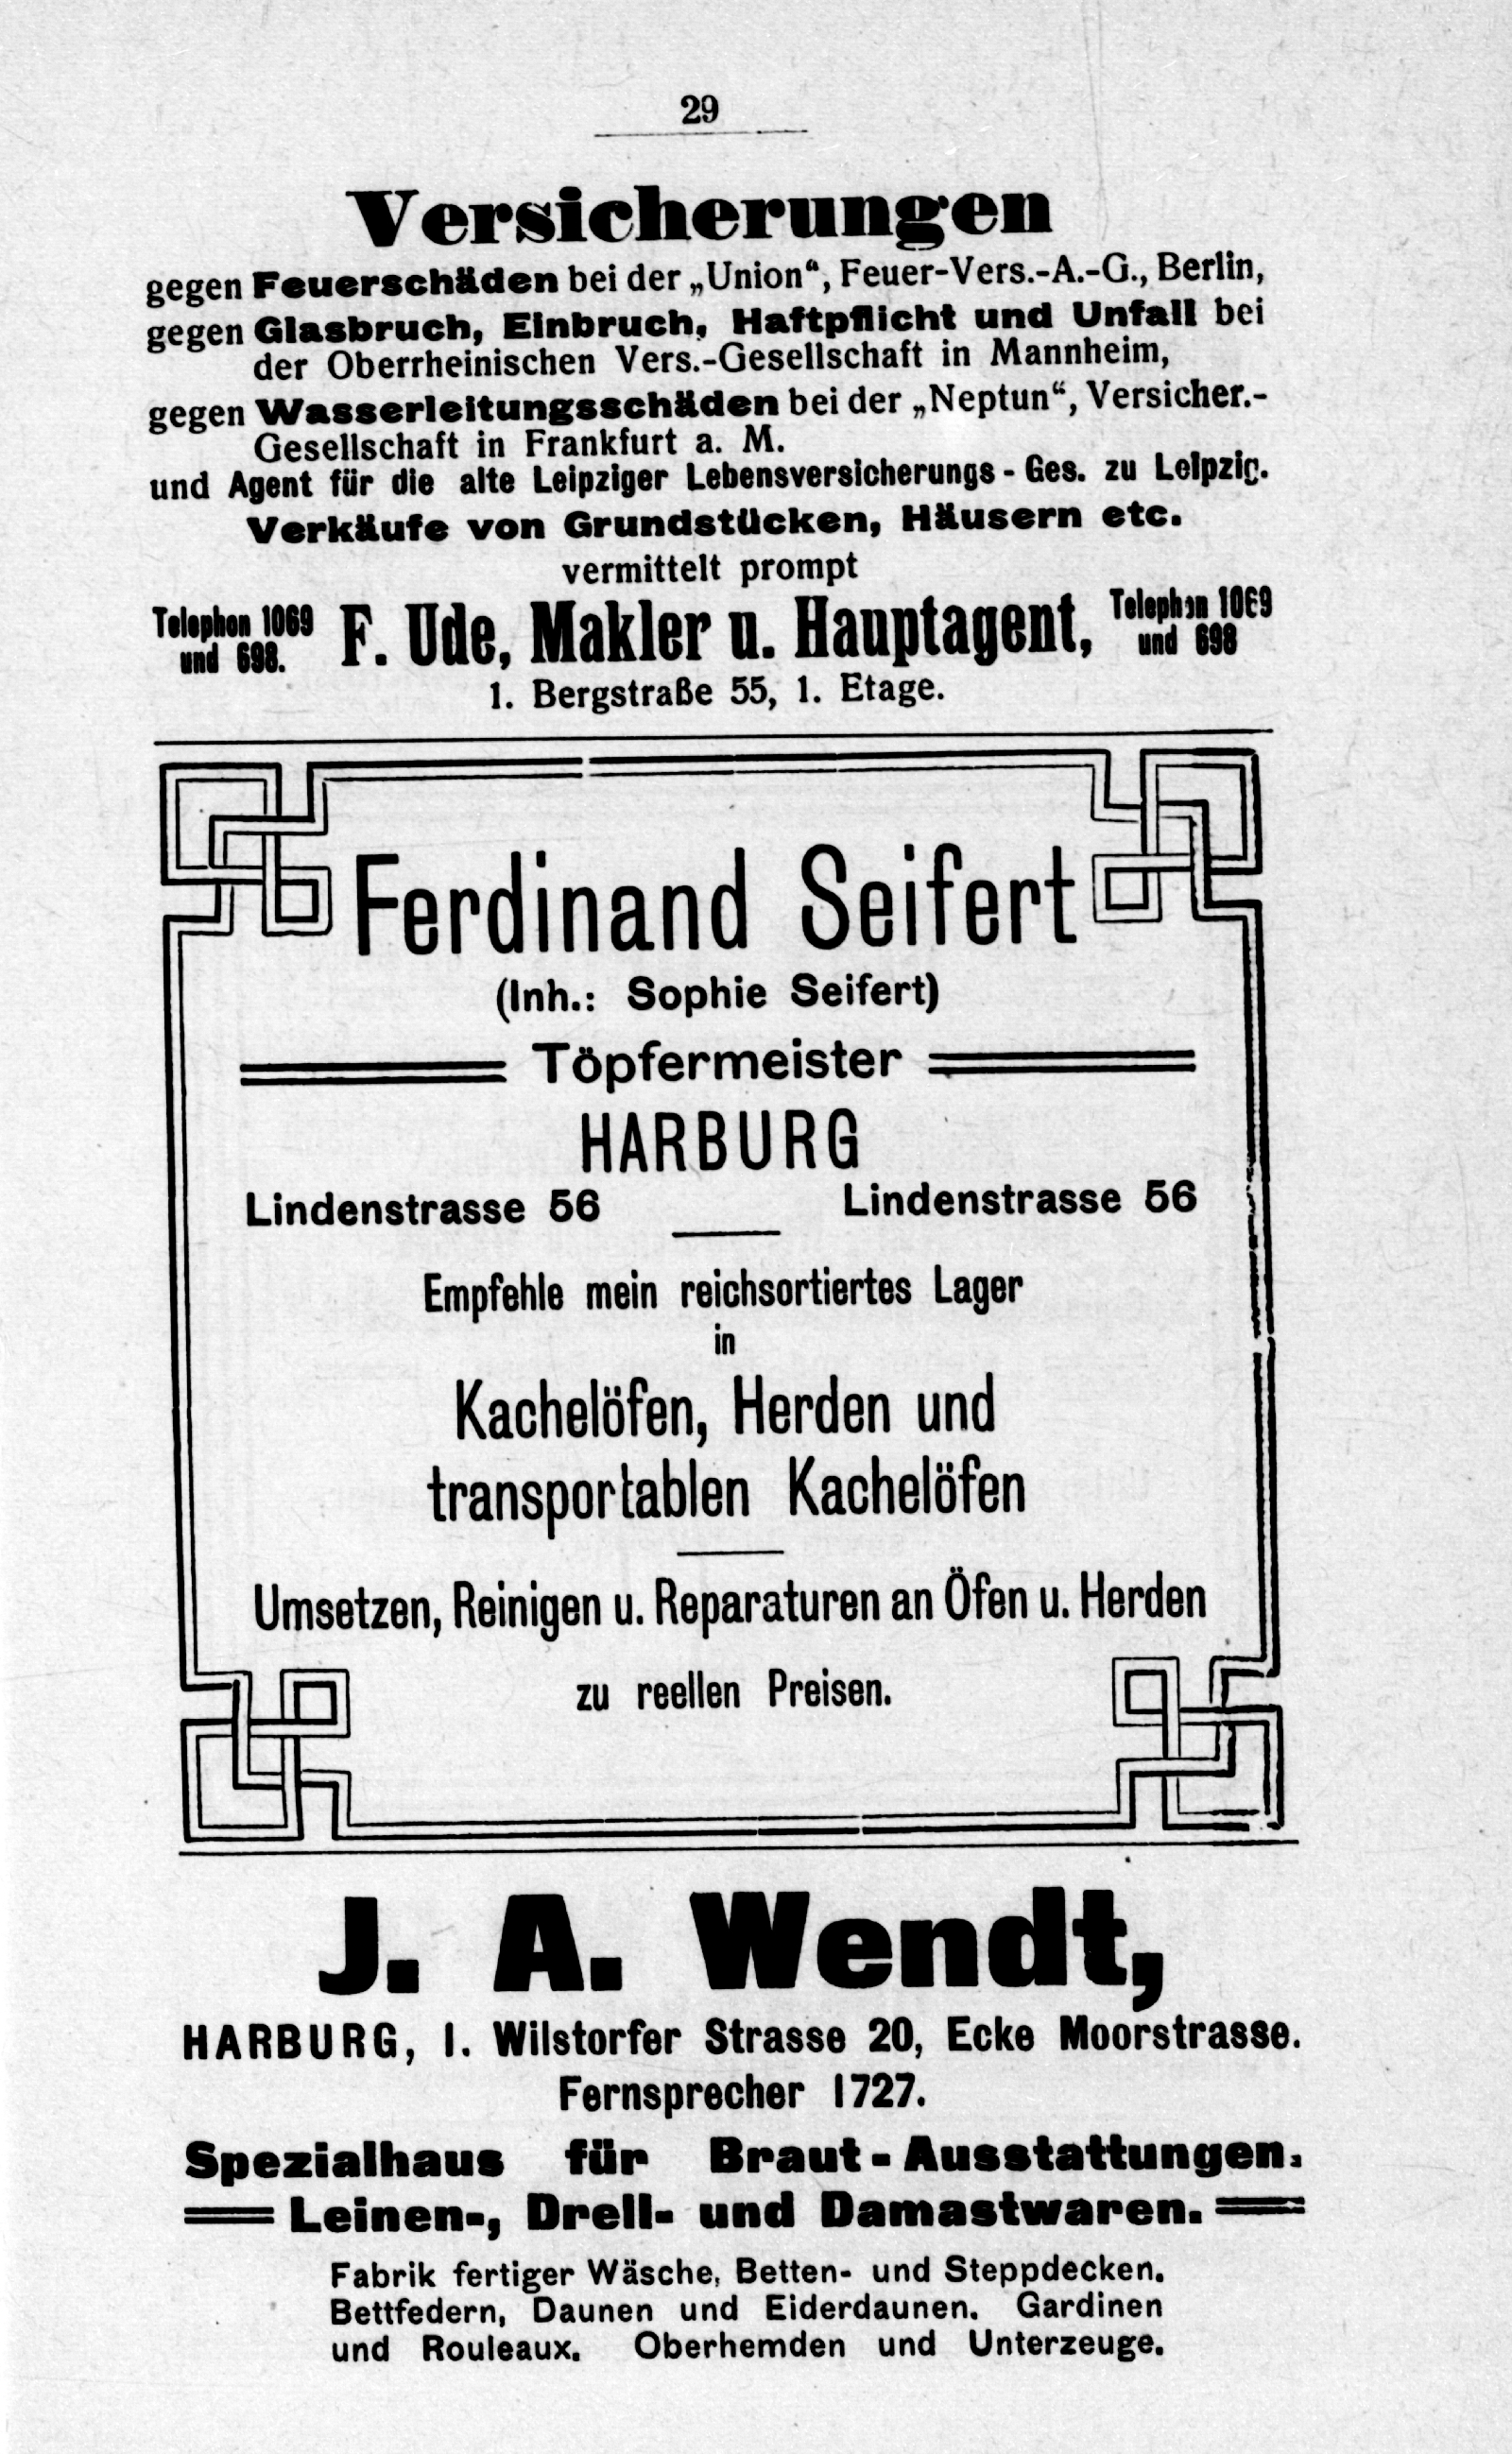 29
Versicherungen
gegen Feuerschäden bei der „Union“, Feuer-Vers.-A.-G., Berlin,
gegen Glasbruch, Einbruch, Haftpflicht und Unfall bei
der Oberrheinischen Vers.-Gesellschaft in Mannheim,
gegen Wasserleitungsschäden bei der „Neptun“, Versicher.-
Gesellschaft in Frankfurt a. M.
und Agent für die alte Leipziger Lebensversicherungs - Ges. zu Leipzig.
Verkäufe von Grundstücken, Häusern etc.
vermittelt prompt
Telephon 1069 und 698. F. Ude, Makler u. Hauptagent, Telephon 1069 und 698
1. Bergstraße 55, 1. Etage.
Ferdinand Seifert
(Inh.: Sophie Seifert)
Töpfermeister
HARBURG
Lindenstrasse 56 Lindenstrasse 56
Empfehle mein reichsortiertes Lager
in
Kachelöfen, Herden und
transportablen Kachelöfen
Umsetzen, Reinigen u. Reparaturen an Öfen u. Herden
zu reellen Preisen.
J. A. Wendt,
HARBURG, I. Wilstorfer Strasse 20, Ecke Moorstrasse.
Fernsprecher 1727.
Spezialhaus für Braut-Ausstattungen.
Leinen-, Drell- und Damastwaren.
Fabrik fertiger Wäsche, Betten- und Steppdecken.
Bettfedern, Daunen und Eiderdaunen. Gardinen
und Rouleaux. Oberhemden und Unterzeuge.